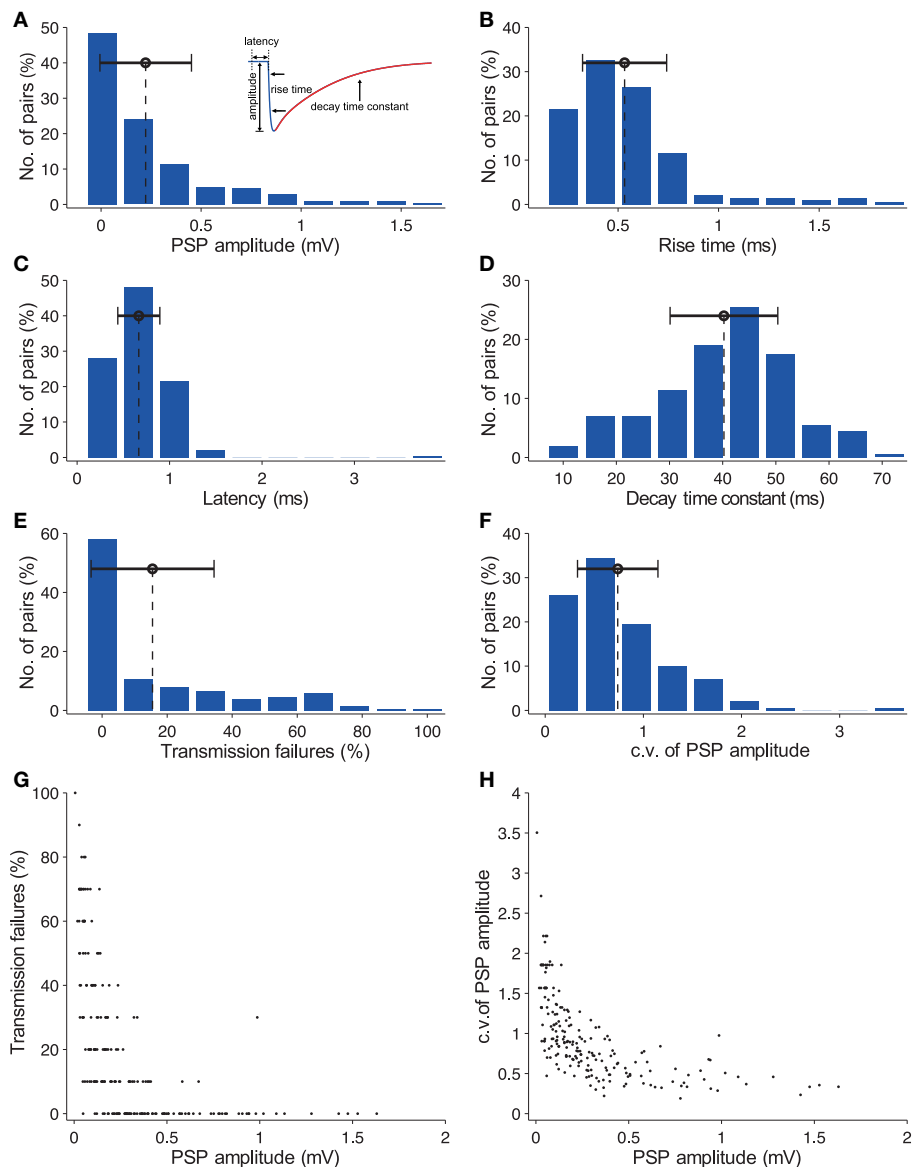 A
No. of pairs (%)
50
40
30
20
10
0
0
0.5
1
1.5
PSP amplitude (mV)
latency
amplitude
rise time
decay time constant
B
No. of pairs (%)
40
30
20
10
0
0.5
1
1.5
Rise time (ms)
C
No. of pairs (%)
50
40
30
20
10
0
0
1
2
3
Latency (ms)
D
No. of pairs (%)
30
20
10
0
10
20
30
40
50
60
70
Decay time constant (ms)
E
No. of pairs (%)
60
40
20
0
0
20
40
60
80
100
Transmission failures (%)
F
No. of pairs (%)
40
30
20
10
0
0
1
2
3
c.v. of PSP amplitude
G
Transmission failures (%)
100
80
60
40
20
0
0
0.5
1
1.5
2
PSP amplitude (mV)
H
c.v. of PSP amplitude
4
3.5
3
2.5
2
1.5
1
0.5
0
0
0.5
1
1.5
2
PSP amplitude (mV)